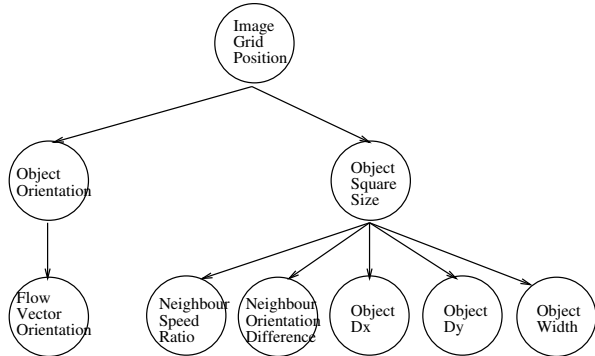 Image
Grid
Position
Object
Orientation
Object
Square
Size
Flow
Vector
Orientation
Neighbour
Speed
Ratio
Neighbour
Orientation
Difference
Object
Dx
Object
Dy
Object
Width